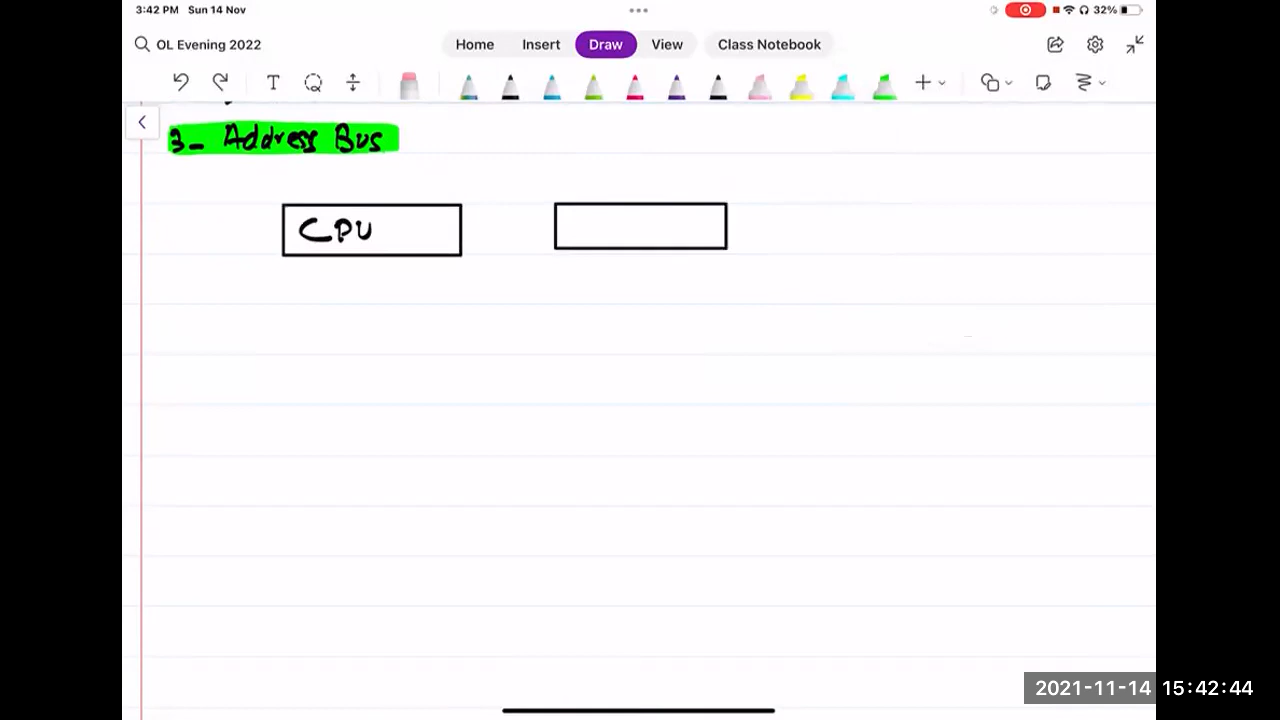 3:42 PM Sun 14 Nov
32%
OL Evening 2022
Home Insert Draw View Class Notebook
3- Address Bus
CPU
2021-11-14 15:42:44